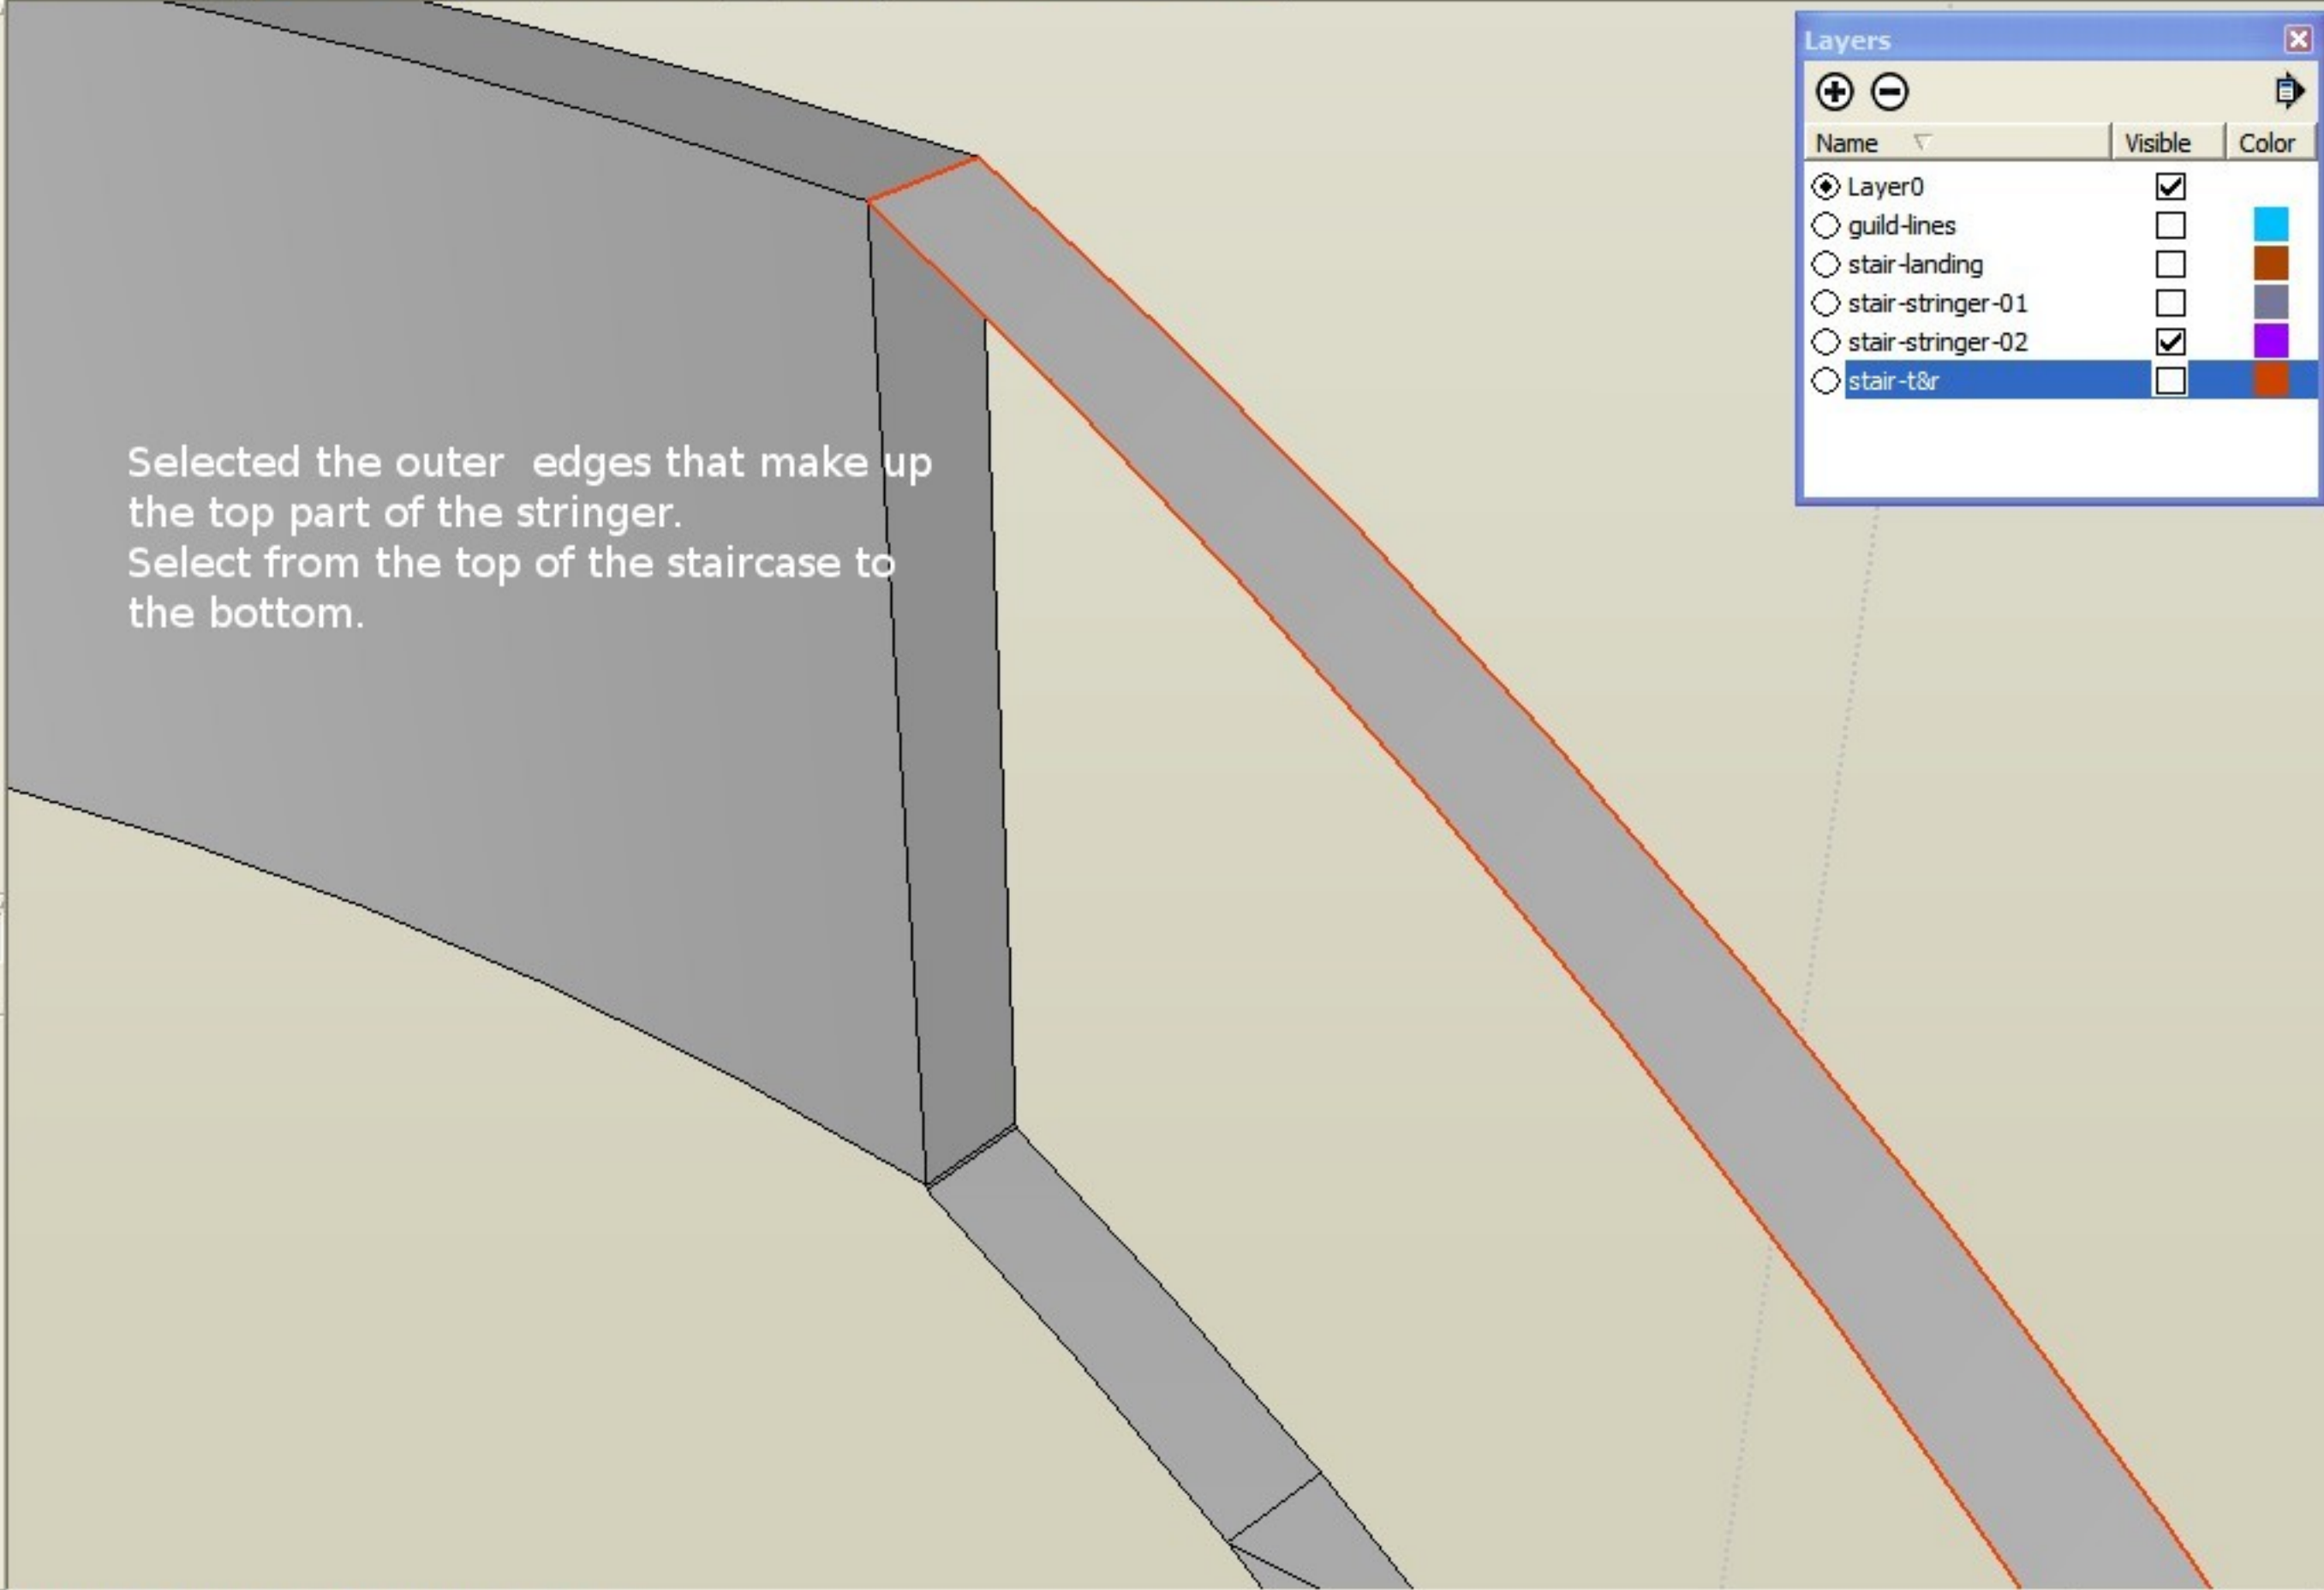 Layers
Name Visible Color
Layer0
guild-lines
stair-landing
stair-stringer-01
stair-stringer-02
stair-t&r
Selected the outer  edges that make up
the top part of the stringer.
Select from the top of the staircase to
the bottom.